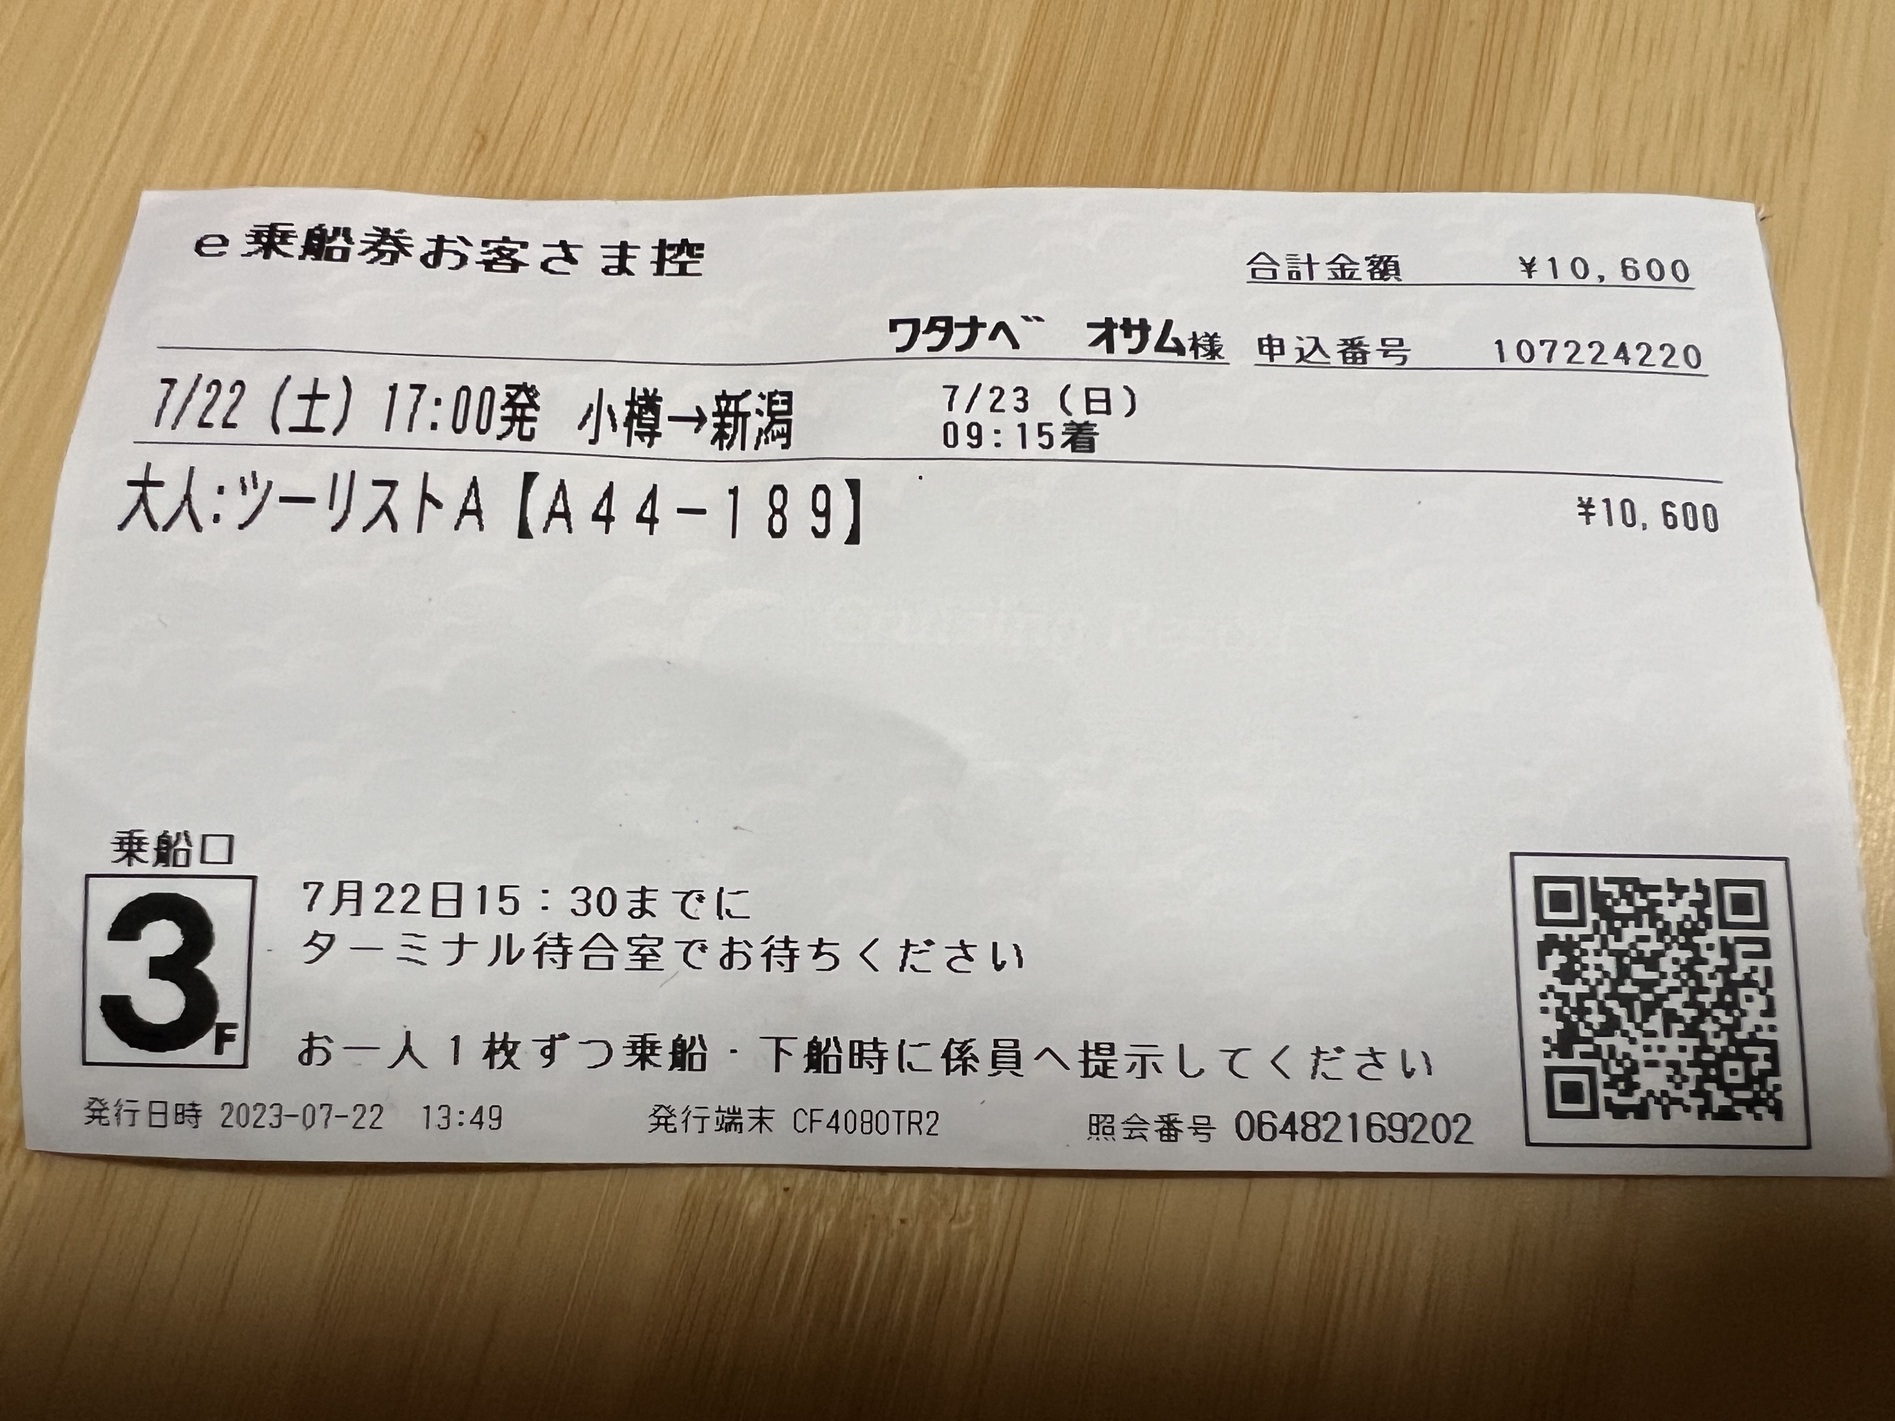 e乗船券お客さま控
合計金額 ¥10,600
ワタナベ オサム様 申込番号 107224220
7/22（土）17:00発 小樽→新潟 7/23（日）
09:15着
大人:ツーリストA【A44-189】 ¥10,600
乗船口
3F
7月22日15：30までに
ターミナル待合室でお待ちください
お一人1枚ずつ乗船・下船時に係員へ提示してください
発行日時 2023-07-22 13:49 発行端末 CF4080TR2 照会番号 06482169202